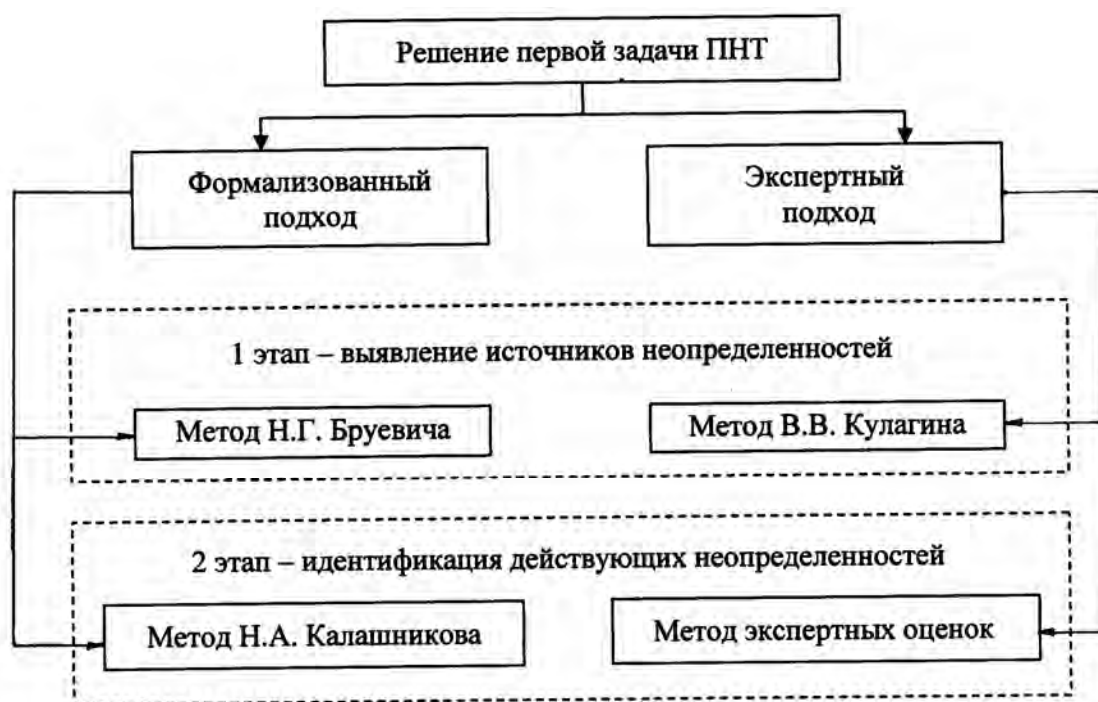 Решение первой задачи ПНТ
Формализованный
подход
Экспертный
подход
1 этап – выявление источников неопределенностей
Метод Н.Г. Бруевича
Метод В.В. Кулагина
2 этап – идентификация действующих неопределенностей
Метод Н.А. Калашникова
Метод экспертных оценок